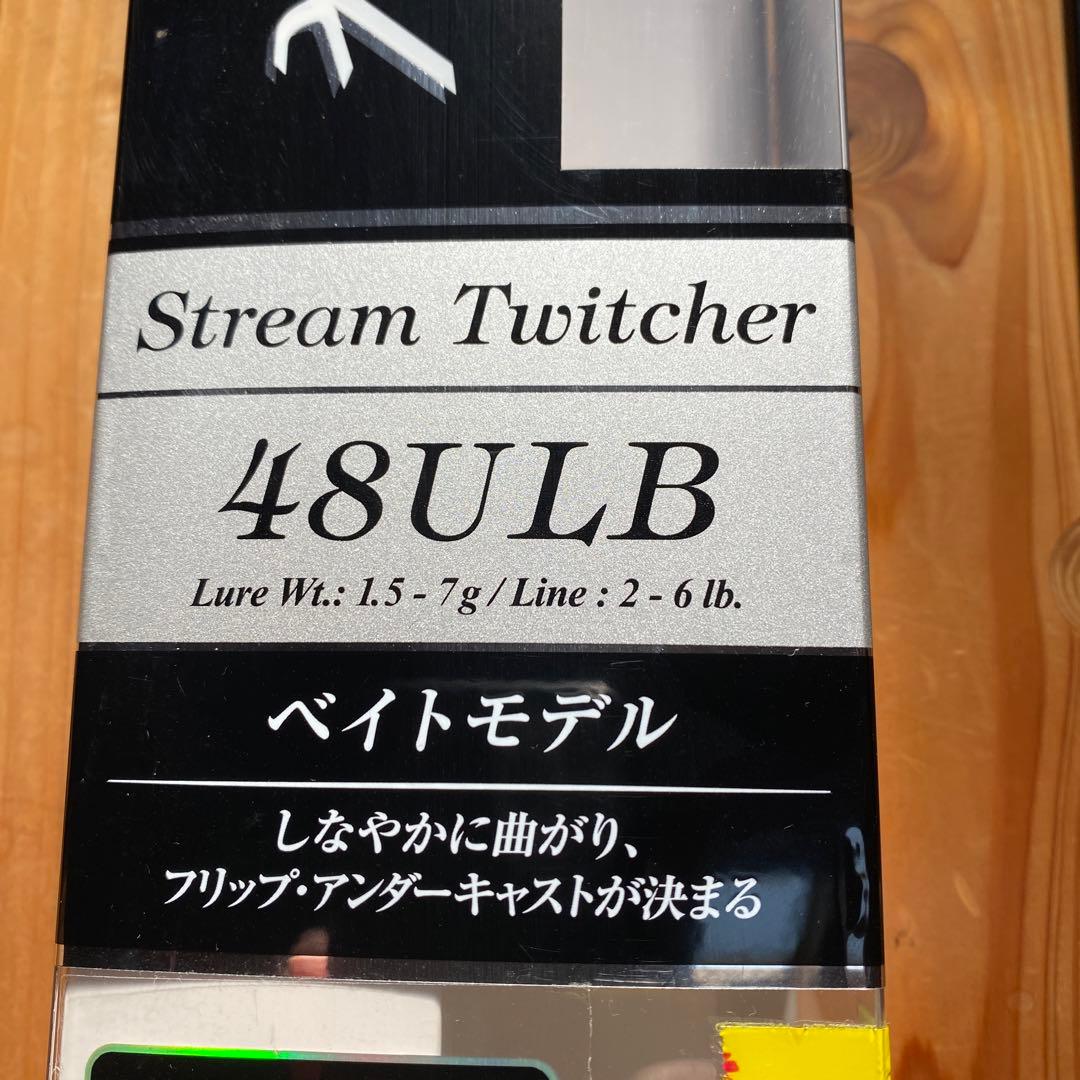 Stream Twitcher
48ULB
Lure Wt.: 1.5 - 7g / Line : 2 - 6 lb.
ベイトモデル
しなやかに曲がり、
フリップ・アンダーキャストが決まる